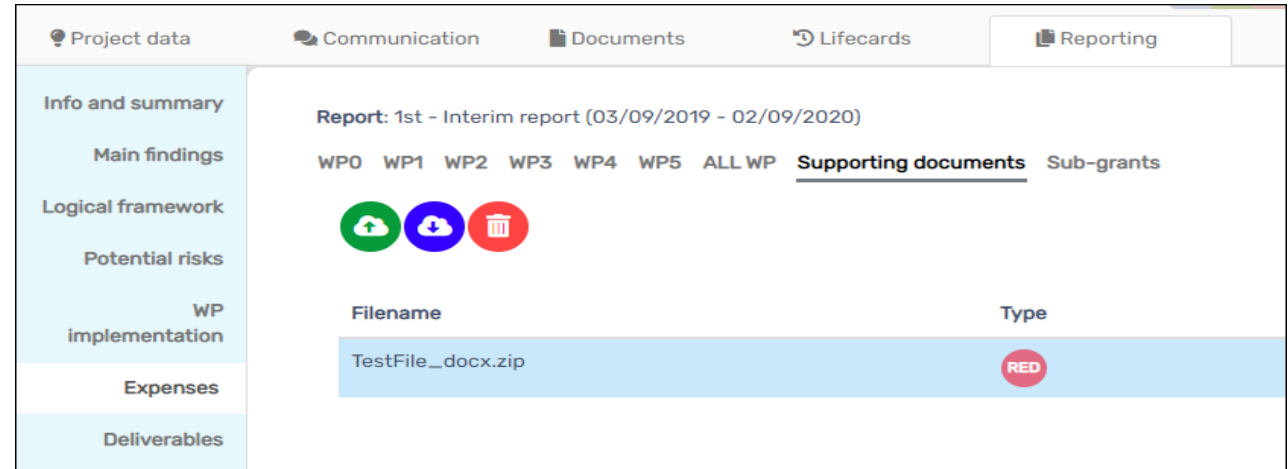 Project data Communication Documents Lifecards Reporting
Info and summary
Main findings
Logical framework
Potential risks
WP
implementation
Expenses
Deliverables
Report: 1st - Interim report (03/09/2019 - 02/09/2020)
WP0 WP1 WP2 WP3 WP4 WP5 ALL WP Supporting documents Sub-grants
Filename Type
TestFile_docx.zip RED